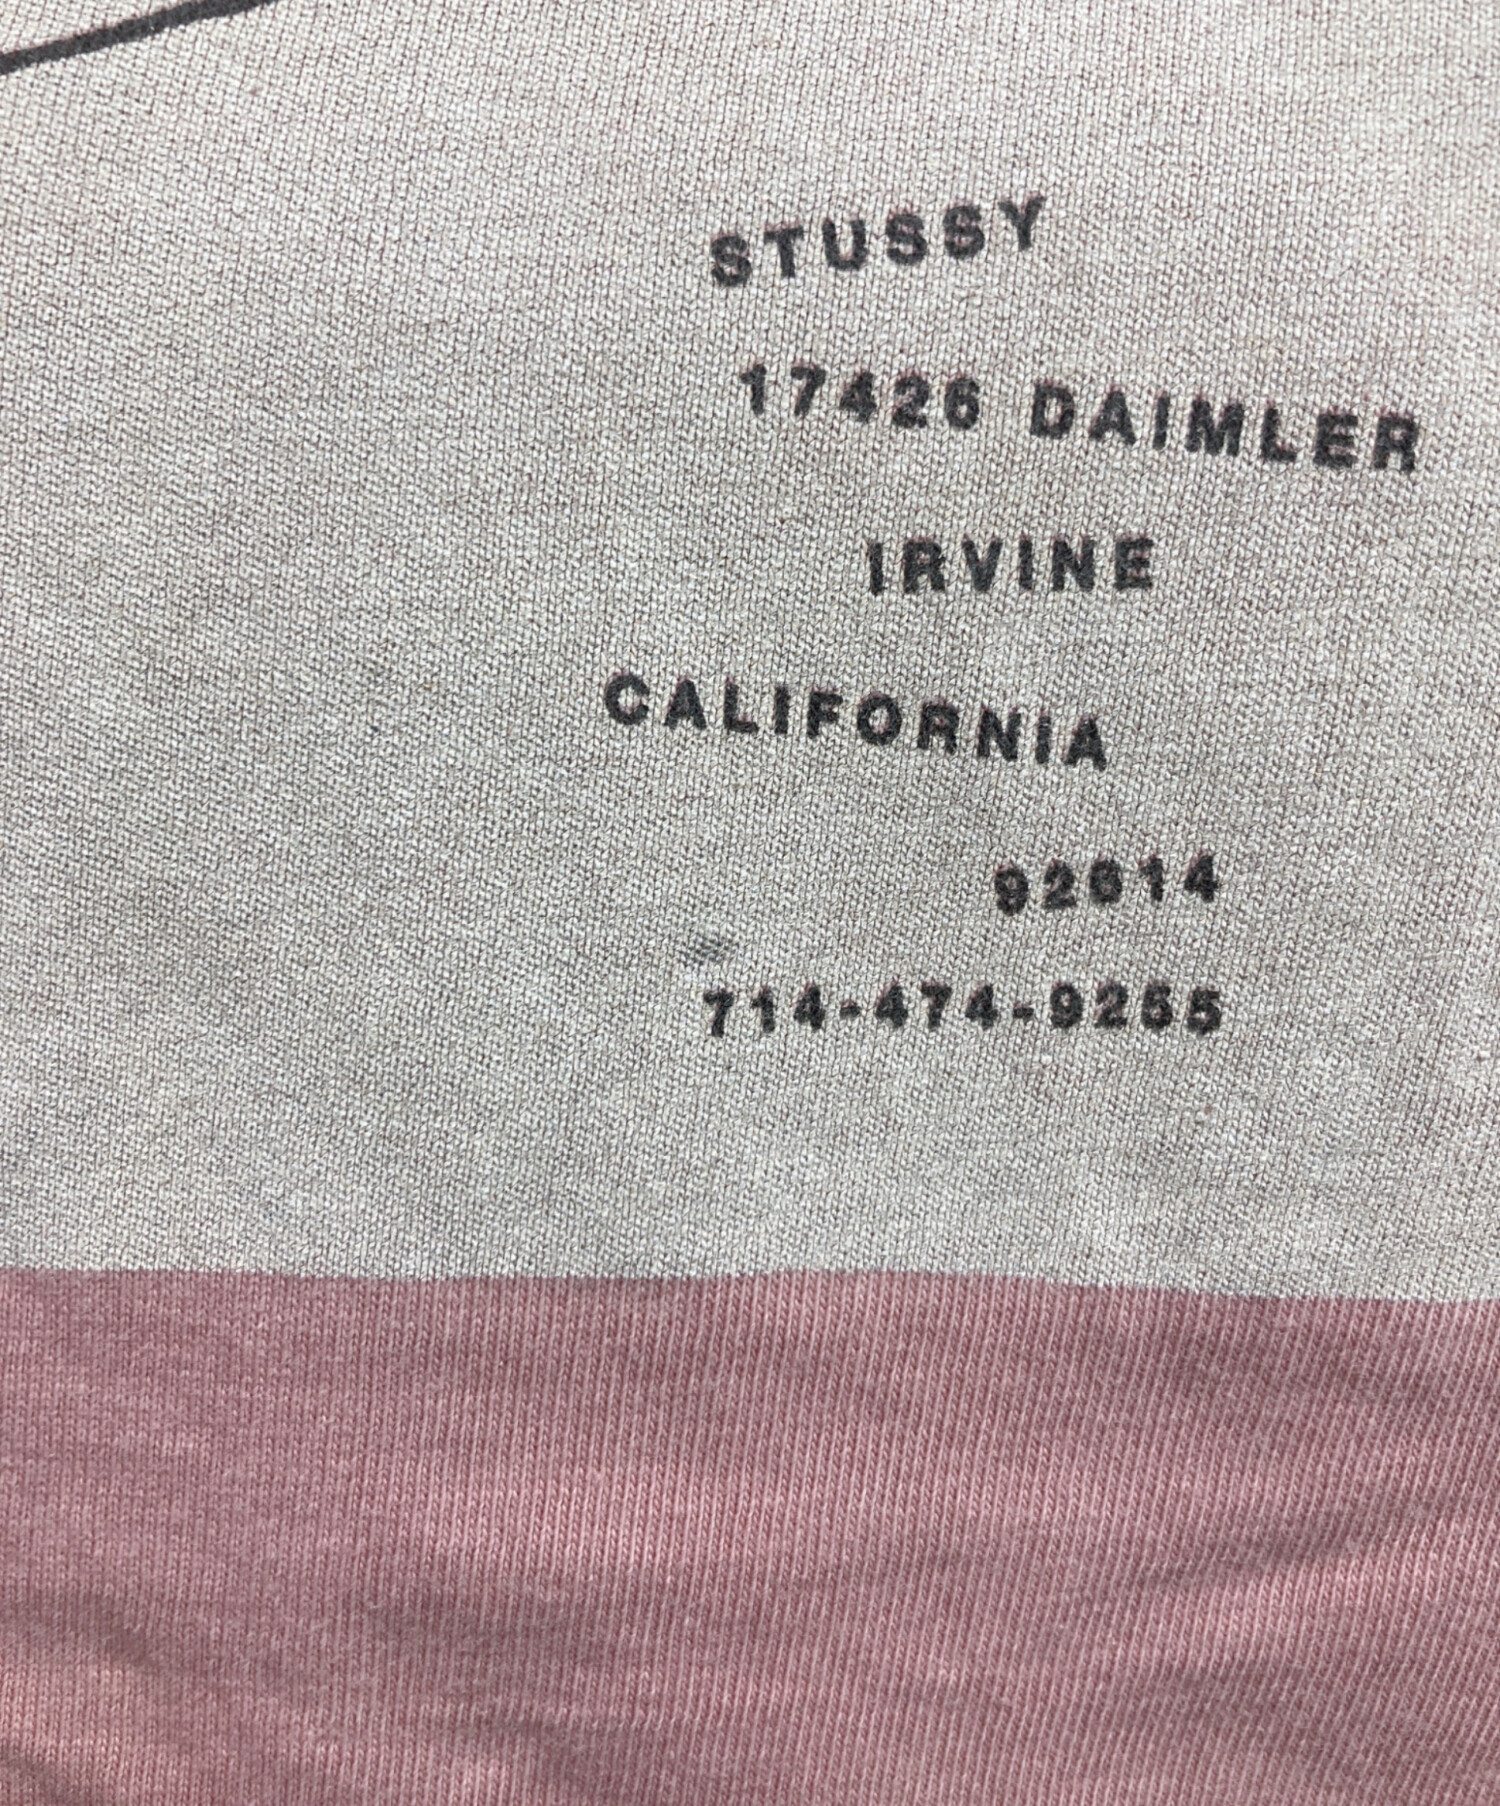 STUSSY
17426 DAIMLER
IRVINE
CALIFORNIA
92614
714-474-9255